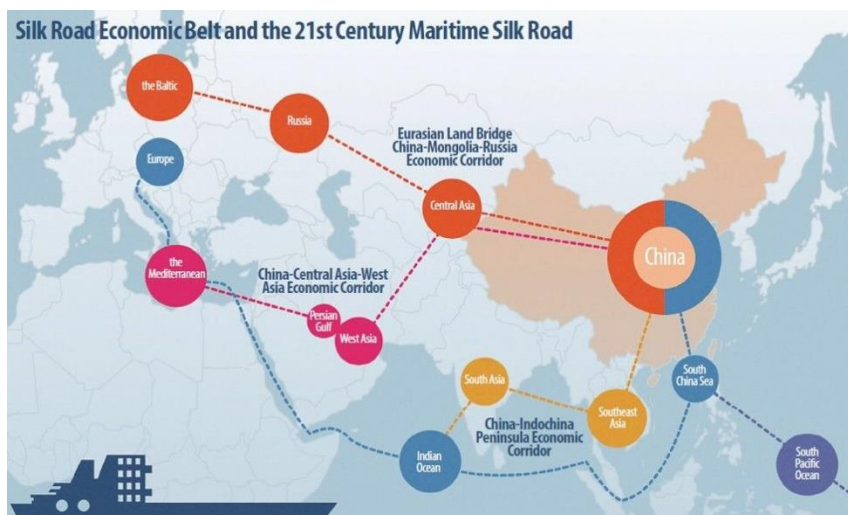 Silk Road Economic Belt and the 21st Century Maritime Silk Road
the Baltic
Russia
Europe
Eurasian Land Bridge
China-Mongolia-Russia
Economic Corridor
Central Asia
China
the
Mediterranean
China-Central Asia-West
Asia Economic Corridor
Persian
Gulf
West Asia
South Asia
South
China Sea
Southeast
Asia
China-Indochina
Peninsula Economic
Corridor
Indian
Ocean
South
Pacific
Ocean